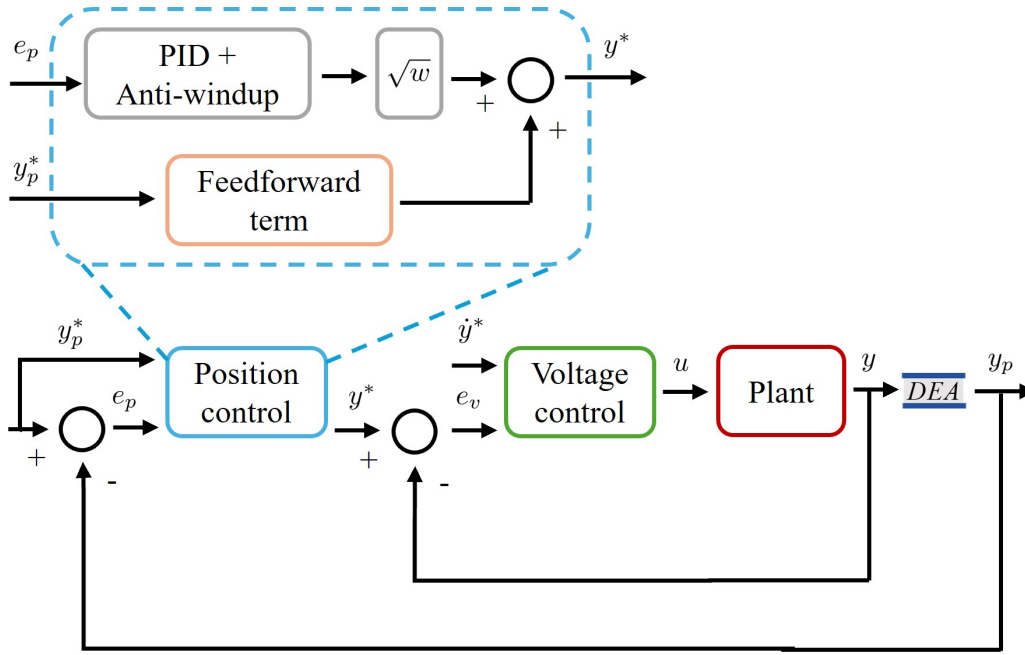 e_p
PID +
Anti-windup
√w
+
+
y*
y_p*
Feedforward
term
y_p*
e_p
+
-
Position
control
y*
+
-
ẏ*
e_v
Voltage
control
u
Plant
y
DEA
y_p